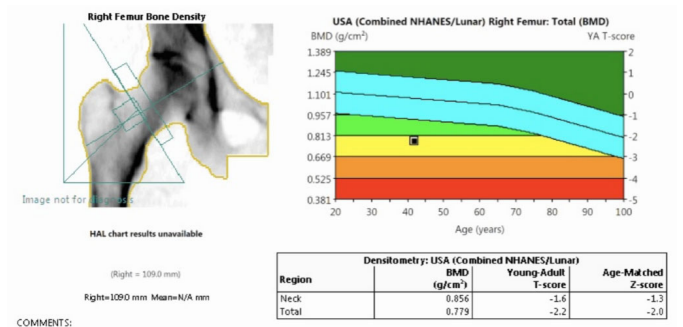 Right Femur Bone Density
Image not for diagnosis
HAL chart results unavailable
(Right = 109.0 mm)
Right=109.0 mm Mean=N/A mm
COMMENTS:
USA (Combined NHANES/Lunar) Right Femur: Total (BMD)
BMD (g/cm²) YA T-score
1.389 2
1.245 1
1.101 0
0.957 -1
0.813 -2
0.669 -3
0.525 -4
0.381 -5
20 30 40 50 60 70 80 90 100
Age (years)
Densitometry: USA (Combined NHANES/Lunar)
Region BMD (g/cm²) Young-Adult T-score Age-Matched Z-score
Neck 0.856 -1.6 -1.3
Total 0.779 -2.2 -2.0